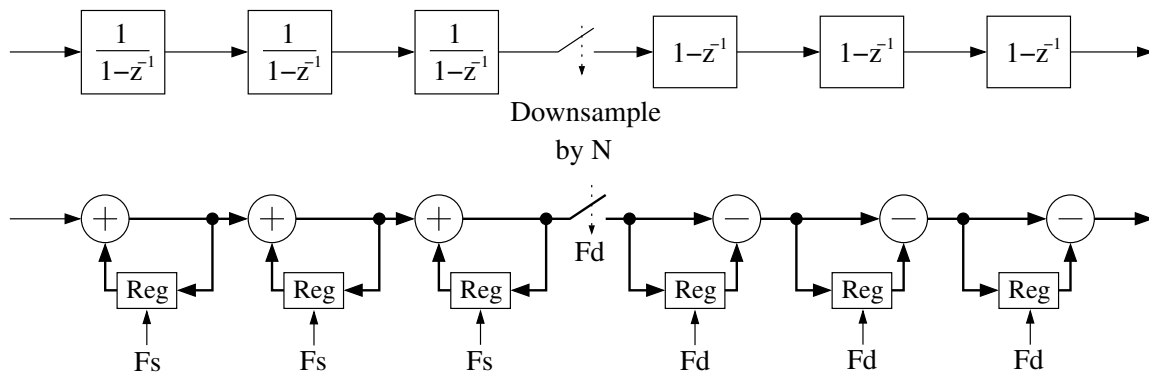 1 1 1
1−z⁻¹ 1−z⁻¹ 1−z⁻¹ 1−z⁻¹ 1−z⁻¹ 1−z⁻¹
Downsample
by N
+ + + − − −
Fd
Reg Reg Reg Reg Reg Reg
Fs Fs Fs Fd Fd Fd